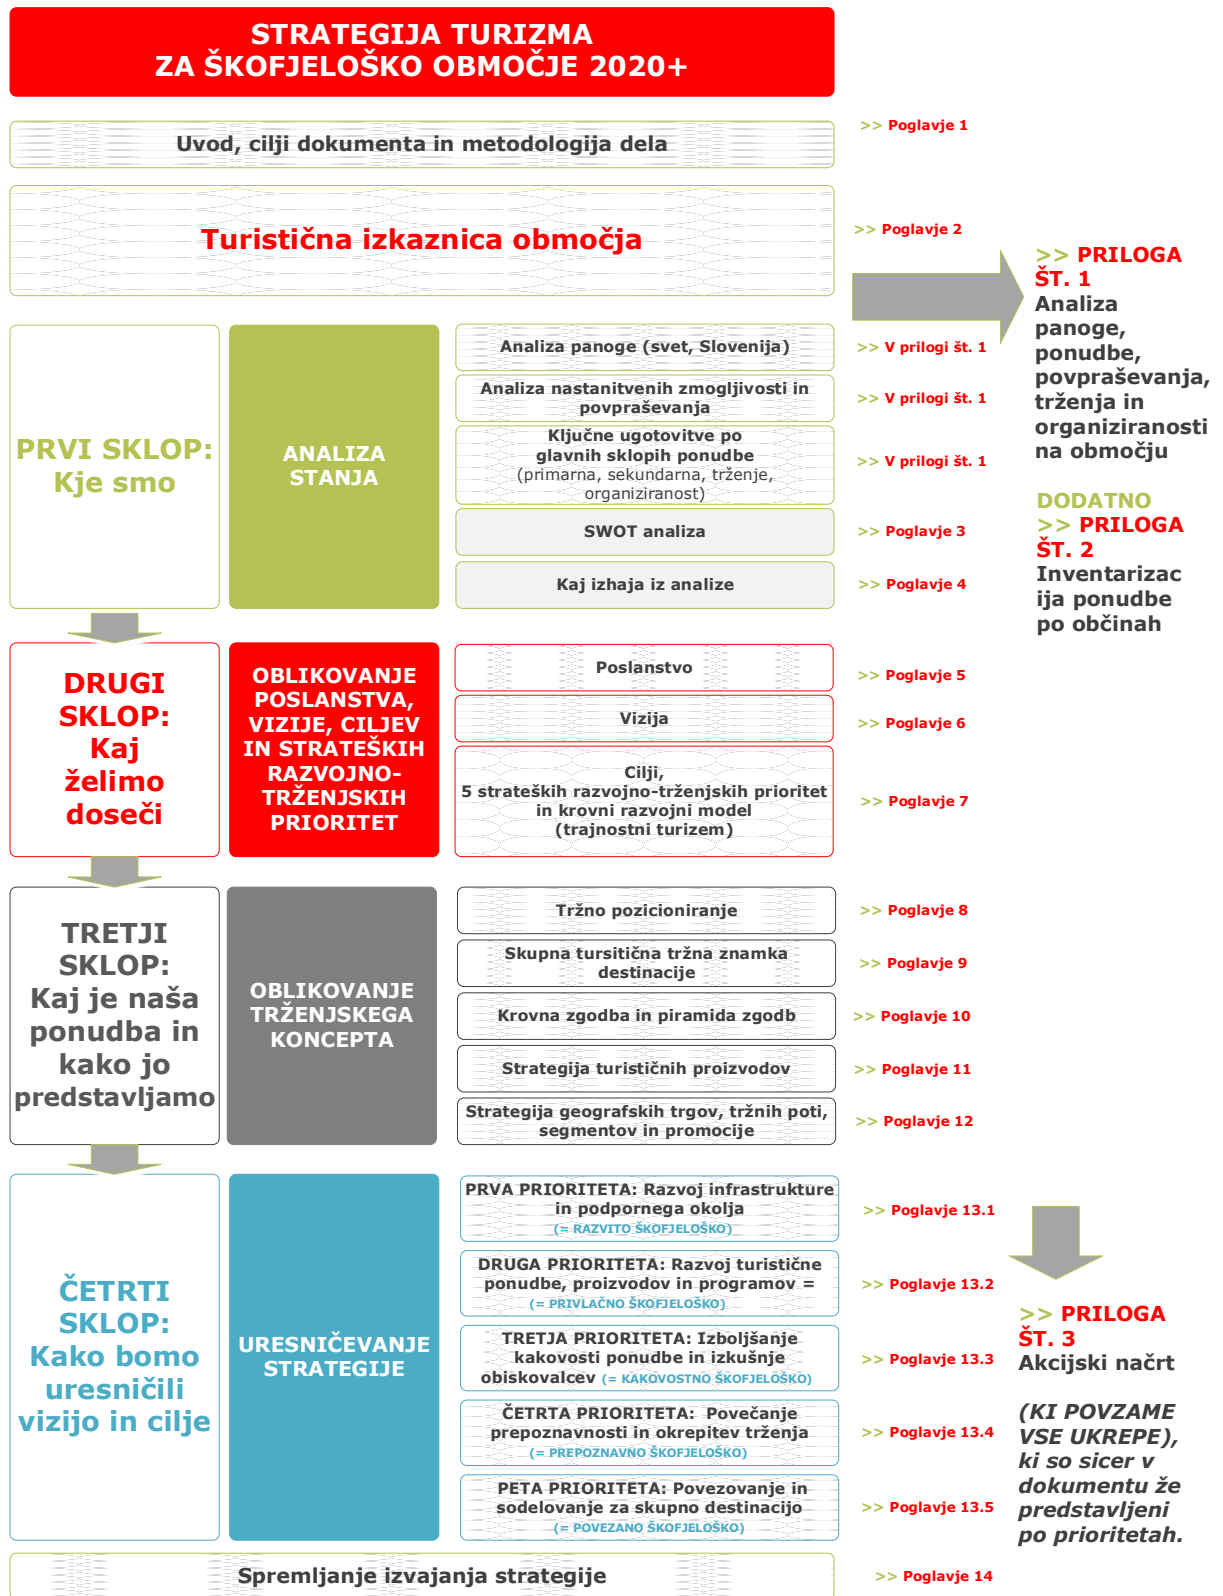 STRATEGIJA TURIZMA
ZA ŠKOFJELOŠKO OBMOČJE 2020+
Uvod, cilji dokumenta in metodologija dela
>> Poglavje 1
Turistična izkaznica območja
>> Poglavje 2
>> PRILOGA
ŠT. 1
Analiza
panoge,
ponudbe,
povpraševanja,
trženja in
organiziranosti
na območju
DODATNO
>> PRILOGA
ŠT. 2
Inventarizac
ija ponudbe
po občinah
PRVI SKLOP:
Kje smo
ANALIZA
STANJA
Analiza panoge (svet, Slovenija)
>> V prilogi št. 1
Analiza nastanitvenih zmogljivosti in
povpraševanja
>> V prilogi št. 1
Ključne ugotovitve po
glavnih sklopih ponudbe
(primarna, sekundarna, trženje,
organiziranost)
>> V prilogi št. 1
SWOT analiza
>> Poglavje 3
Kaj izhaja iz analize
>> Poglavje 4
DRUGI
SKLOP:
Kaj
želimo
doseči
OBLIKOVANJE
POSLANSTVA,
VIZIJE, CILJEV
IN STRATEŠKIH
RAZVOJNO-
TRŽENJSKIH
PRIORITET
Poslanstvo
>> Poglavje 5
Vizija
>> Poglavje 6
Cilji,
5 strateških razvojno-trženjskih prioritet
in krovni razvojni model
(trajnostni turizem)
>> Poglavje 7
TRETJI
SKLOP:
Kaj je naša
ponudba in
kako jo
predstavljamo
OBLIKOVANJE
TRŽENJSKEGA
KONCEPTA
Tržno pozicioniranje
>> Poglavje 8
Skupna tursitična tržna znamka
destinacije
>> Poglavje 9
Krovna zgodba in piramida zgodb
>> Poglavje 10
Strategija turističnih proizvodov
>> Poglavje 11
Strategija geografskih trgov, tržnih poti,
segmentov in promocije
>> Poglavje 12
ČETRTI
SKLOP:
Kako bomo
uresničili
vizijo in cilje
URESNIČEVANJE
STRATEGIJE
PRVA PRIORITETA: Razvoj infrastrukture
in podpornega okolja
(= RAZVITO ŠKOFJELOŠKO)
>> Poglavje 13.1
DRUGA PRIORITETA: Razvoj turistične
ponudbe, proizvodov in programov =
(= PRIVLAČNO ŠKOFJELOŠKO)
>> Poglavje 13.2
TRETJA PRIORITETA: Izboljšanje
kakovosti ponudbe in izkušnje
obiskovalcev (= KAKOVOSTNO ŠKOFJELOŠKO)
>> Poglavje 13.3
ČETRTA PRIORITETA: Povečanje
prepoznavnosti in okrepitev trženja
(= PREPOZNAVNO ŠKOFJELOŠKO)
>> Poglavje 13.4
PETA PRIORITETA: Povezovanje in
sodelovanje za skupno destinacijo
(= POVEZANO ŠKOFJELOŠKO)
>> Poglavje 13.5
>> PRILOGA
ŠT. 3
Akcijski načrt
(KI POVZAME
VSE UKREPE),
ki so sicer v
dokumentu že
predstavljeni
po prioritetah.
Spremljanje izvajanja strategije
>> Poglavje 14